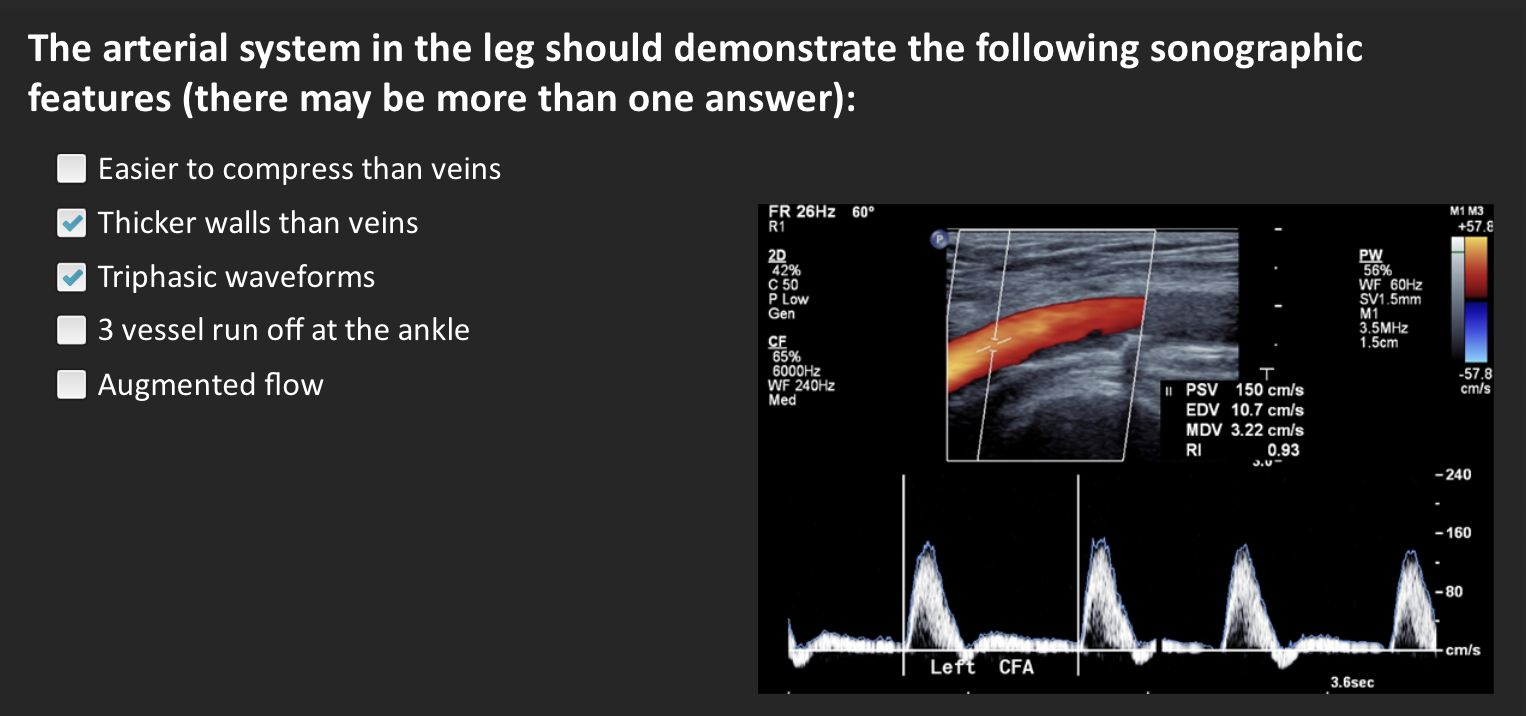 The arterial system in the leg should demonstrate the following sonographic
features (there may be more than one answer):
Easier to compress than veins
Thicker walls than veins
Triphasic waveforms
3 vessel run off at the ankle
Augmented flow
FR 26Hz 60°
R1
2D
42%
C 50
P Low
Gen
CF
65%
6000Hz
WF 240Hz
Med
P
M1 M3
+57.8
PW
56%
WF 60Hz
SV1.5mm
M1
3.5MHz
1.5cm
-57.8
cm/s
PSV 150 cm/s
EDV 10.7 cm/s
MDV 3.22 cm/s
RI 0.93
-240
-160
-80
cm/s
Left CFA
3.6sec